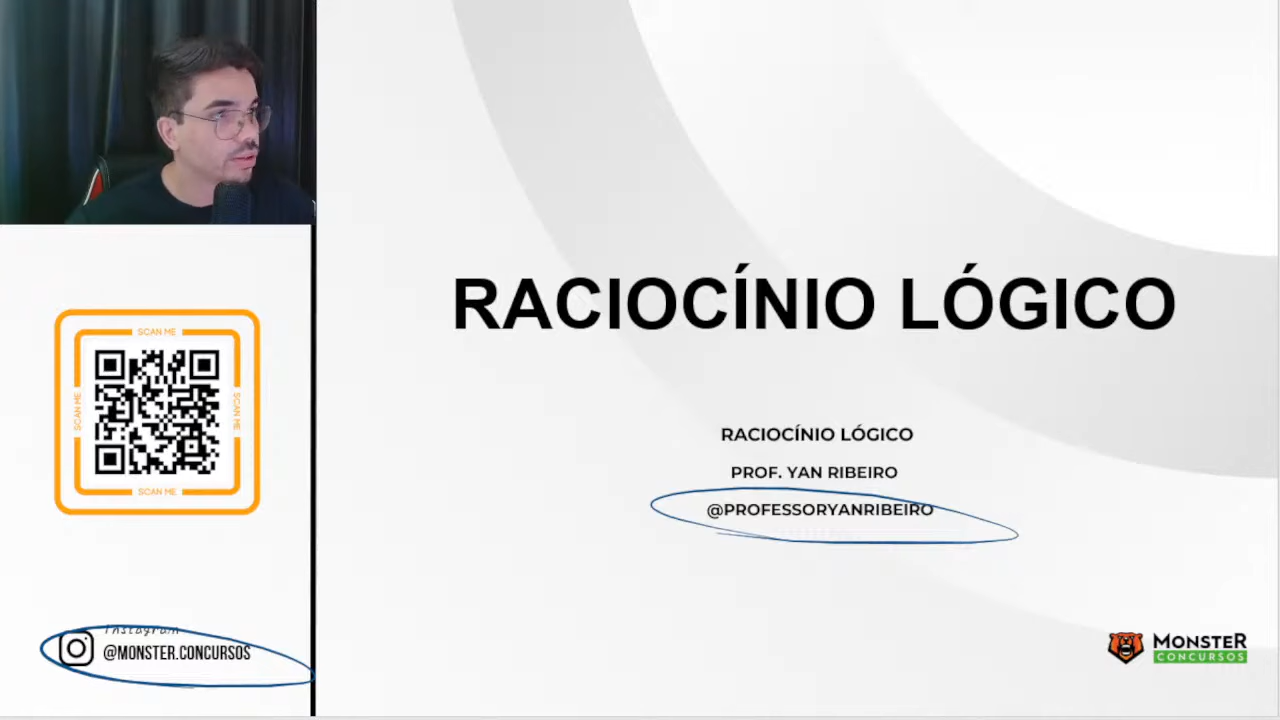 SCAN ME
SCAN ME
SCAN ME
SCAN ME
Instagram
@MONSTER.CONCURSOS
RACIOCÍNIO LÓGICO
RACIOCÍNIO LÓGICO
PROF. YAN RIBEIRO
@PROFESSORYANRIBEIRO
MONSTER
CONCURSOS